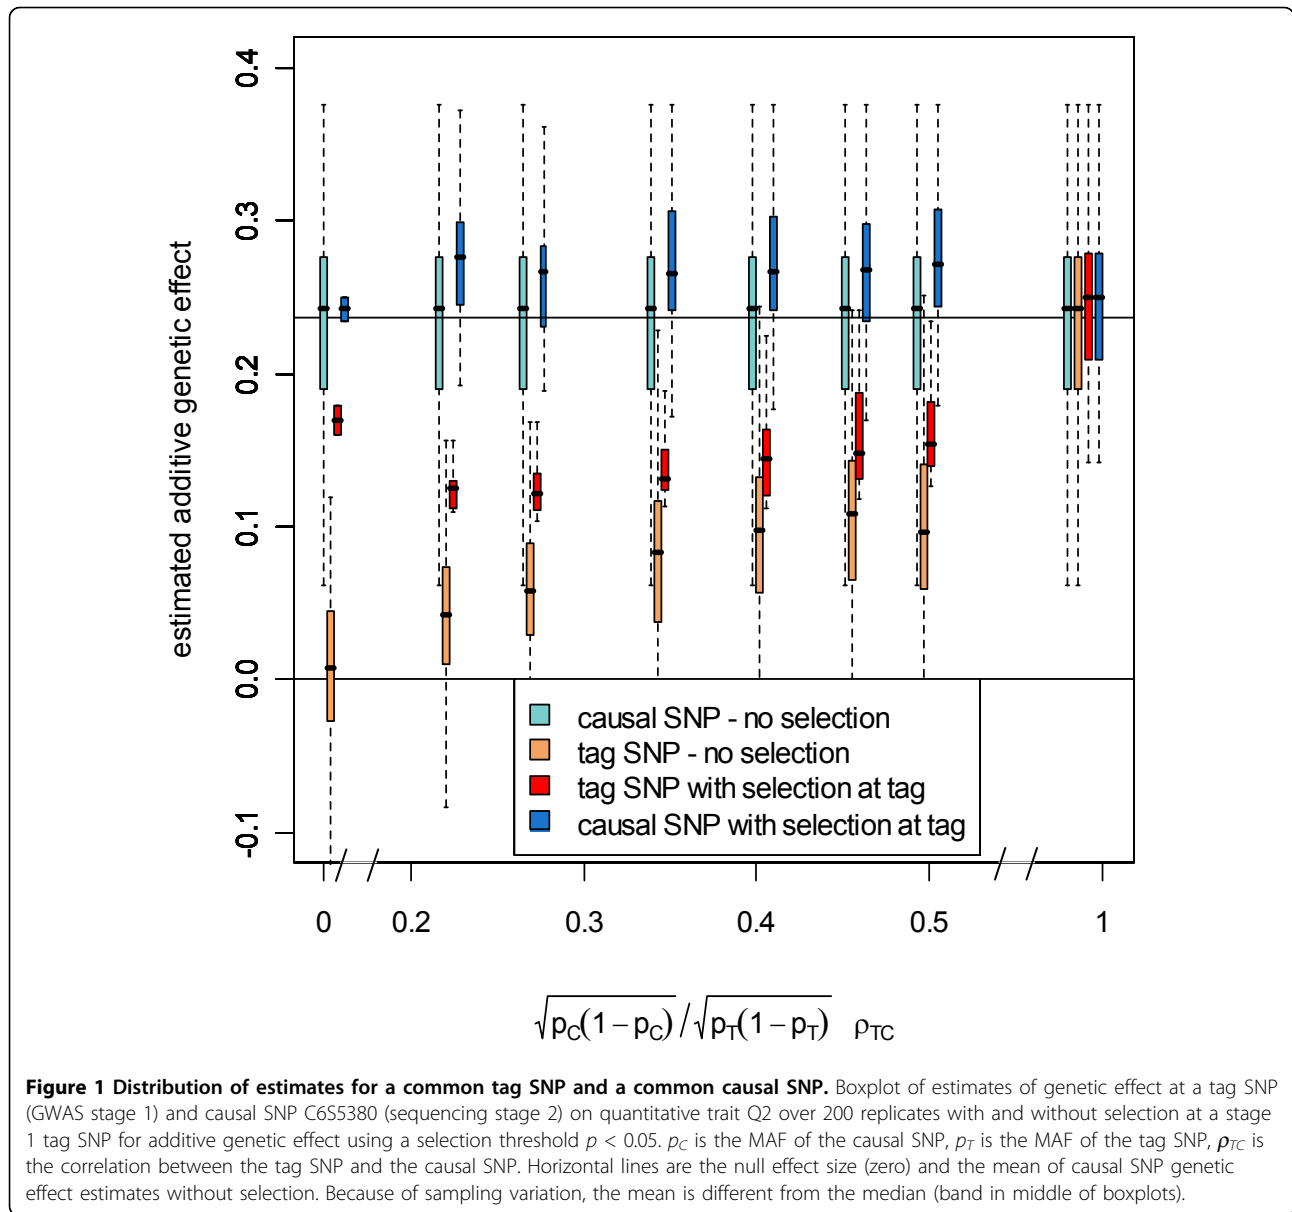 0.4
0.3
0.2
0.1
0.0
-0.1
estimated additive genetic effect
causal SNP - no selection
tag SNP - no selection
tag SNP with selection at tag
causal SNP with selection at tag
0 0.2 0.3 0.4 0.5 1
√p_C(1 − p_C) / √p_T(1 − p_T) ρ_TC
Figure 1 Distribution of estimates for a common tag SNP and a common causal SNP. Boxplot of estimates of genetic effect at a tag SNP
(GWAS stage 1) and causal SNP C6S5380 (sequencing stage 2) on quantitative trait Q2 over 200 replicates with and without selection at a stage
1 tag SNP for additive genetic effect using a selection threshold p < 0.05. p_C is the MAF of the causal SNP, p_T is the MAF of the tag SNP, ρ_TC is
the correlation between the tag SNP and the causal SNP. Horizontal lines are the null effect size (zero) and the mean of causal SNP genetic
effect estimates without selection. Because of sampling variation, the mean is different from the median (band in middle of boxplots).